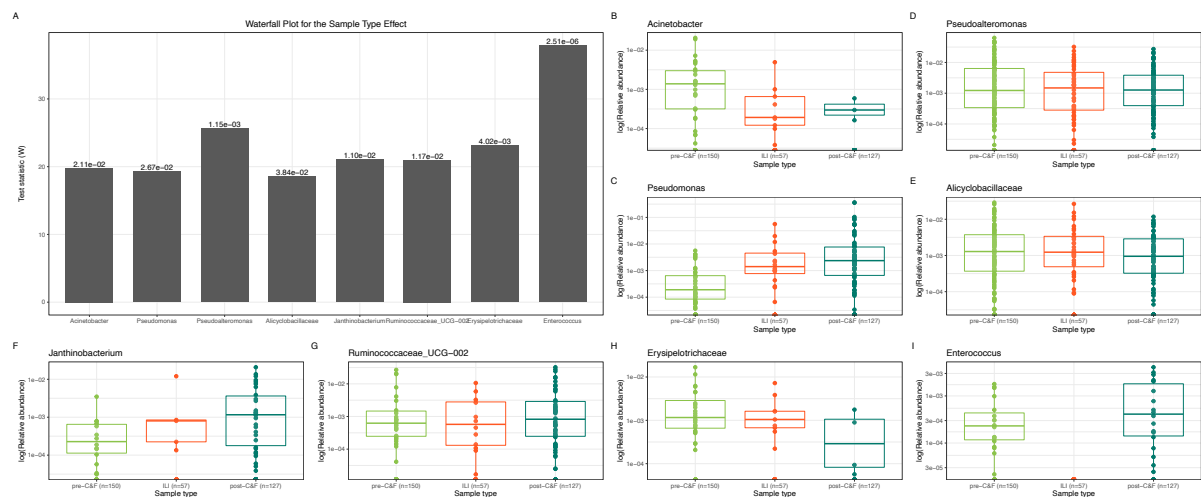 A
Waterfall Plot for the Sample Type Effect
Test statistic (W)
30
20
10
0
2.11e−02
2.67e−02
1.15e−03
3.84e−02
1.10e−02
1.17e−02
4.02e−03
2.51e−06
Acinetobacter
Pseudomonas
Pseudoalteromonas
Alicyclobacillaceae
Janthinobacterium
Ruminococcaceae_UCG−002
Erysipelotrichaceae
Enterococcus
B
Acinetobacter
log(Relative abundance)
1e−02
1e−03
1e−04
pre−C&F (n=150)
ILI (n=57)
post−C&F (n=127)
Sample type
D
Pseudoalteromonas
log(Relative abundance)
1e−02
1e−03
1e−04
pre−C&F (n=150)
ILI (n=57)
post−C&F (n=127)
Sample type
C
Pseudomonas
log(Relative abundance)
1e−01
1e−02
1e−03
1e−04
pre−C&F (n=150)
ILI (n=57)
post−C&F (n=127)
Sample type
E
Alicyclobacillaceae
log(Relative abundance)
1e−02
1e−03
1e−04
pre−C&F (n=150)
ILI (n=57)
post−C&F (n=127)
Sample type
F
Janthinobacterium
log(Relative abundance)
1e−02
1e−03
1e−04
pre−C&F (n=150)
ILI (n=57)
post−C&F (n=127)
Sample type
G
Ruminococcaceae_UCG−002
log(Relative abundance)
1e−02
1e−03
1e−04
pre−C&F (n=150)
ILI (n=57)
post−C&F (n=127)
Sample type
H
Erysipelotrichaceae
log(Relative abundance)
1e−02
1e−03
1e−04
pre−C&F (n=150)
ILI (n=57)
post−C&F (n=127)
Sample type
I
Enterococcus
log(Relative abundance)
3e−03
1e−03
3e−04
1e−04
3e−05
pre−C&F (n=150)
ILI (n=57)
post−C&F (n=127)
Sample type